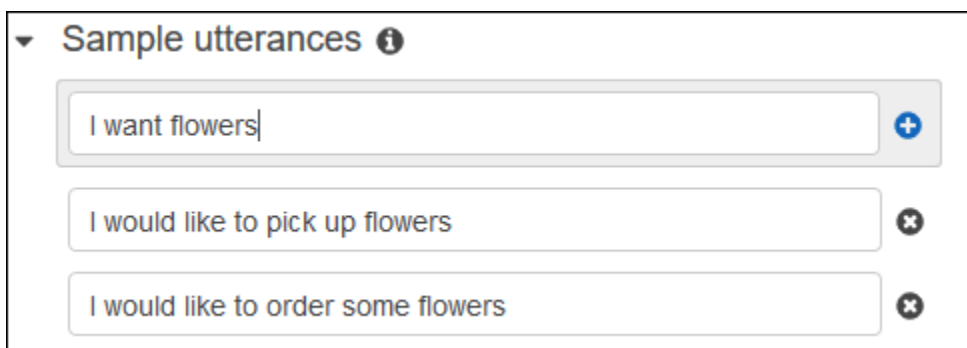 Sample utterances
I want flowers
I would like to pick up flowers
I would like to order some flowers